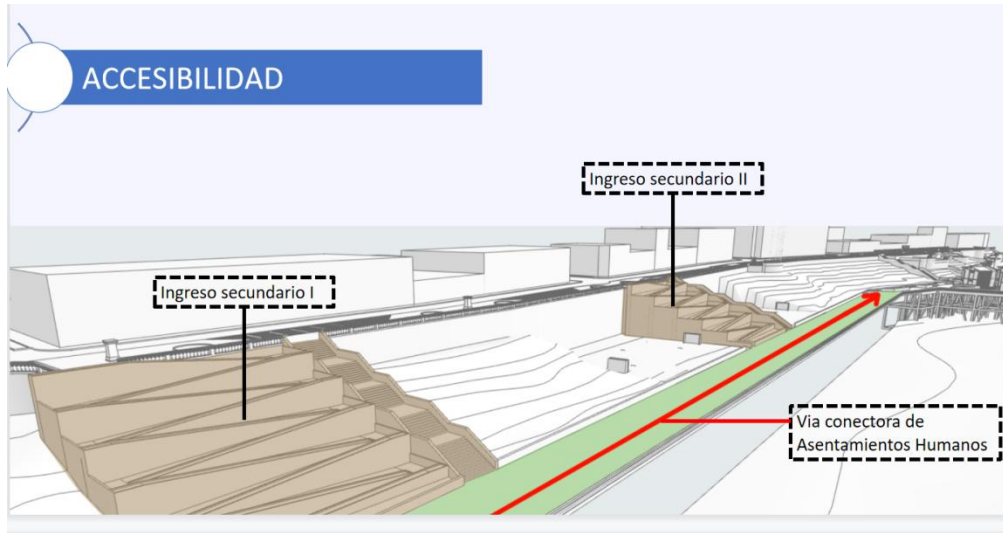 ACCESIBILIDAD
Ingreso secundario II
Ingreso secundario I
Via conectora de
Asentamientos Humanos